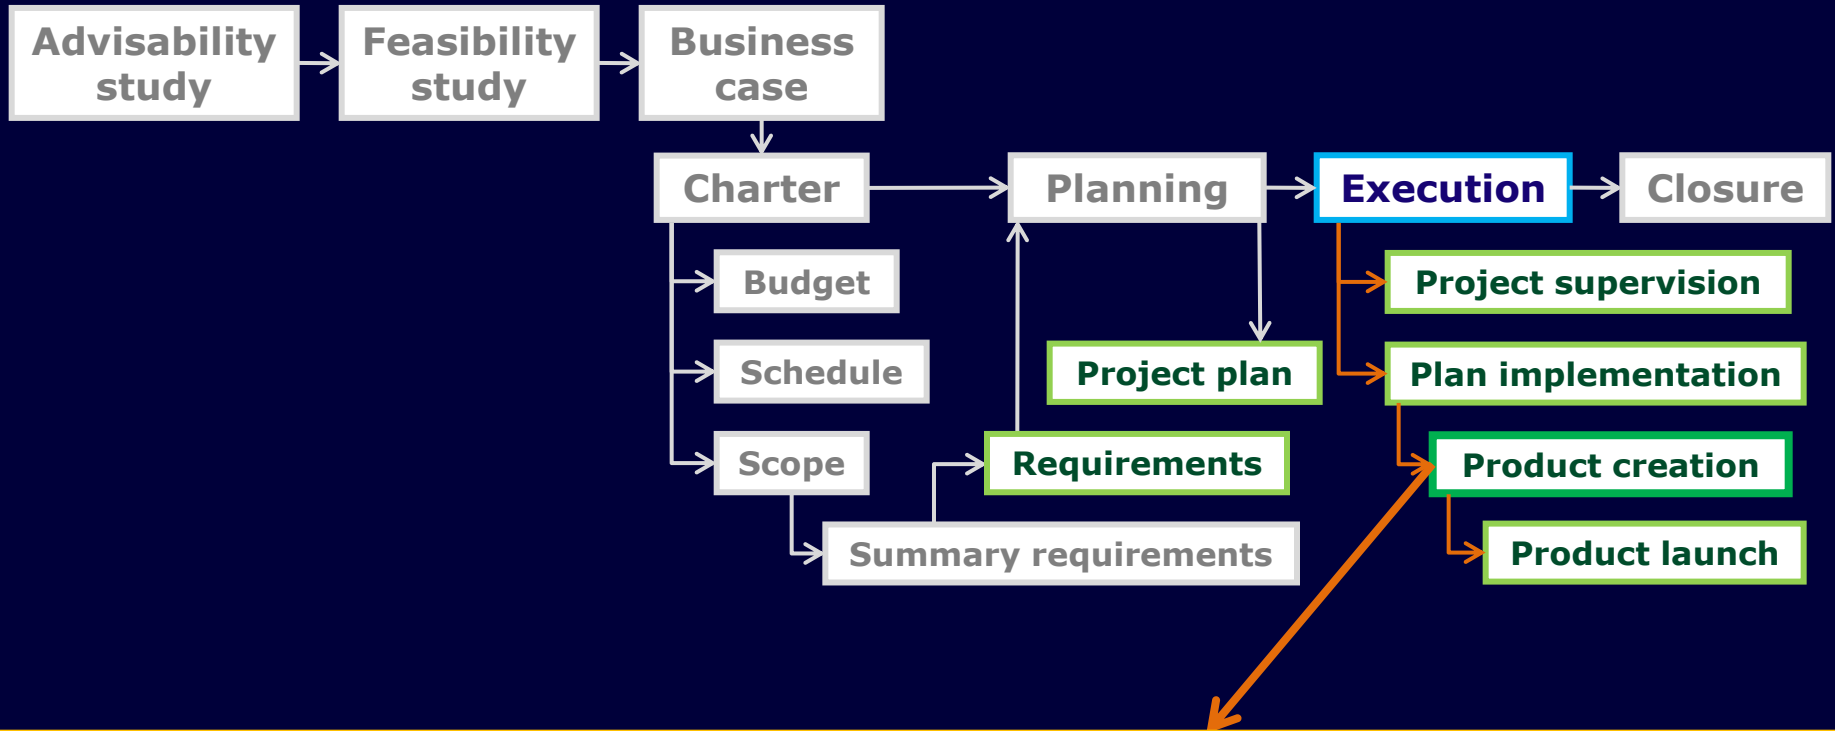 Advisability
study
Feasibility
study
Business
case
Charter
Planning
Execution
Closure
Budget
Project supervision
Schedule
Project plan
Plan implementation
Scope
Requirements
Product creation
Summary requirements
Product launch